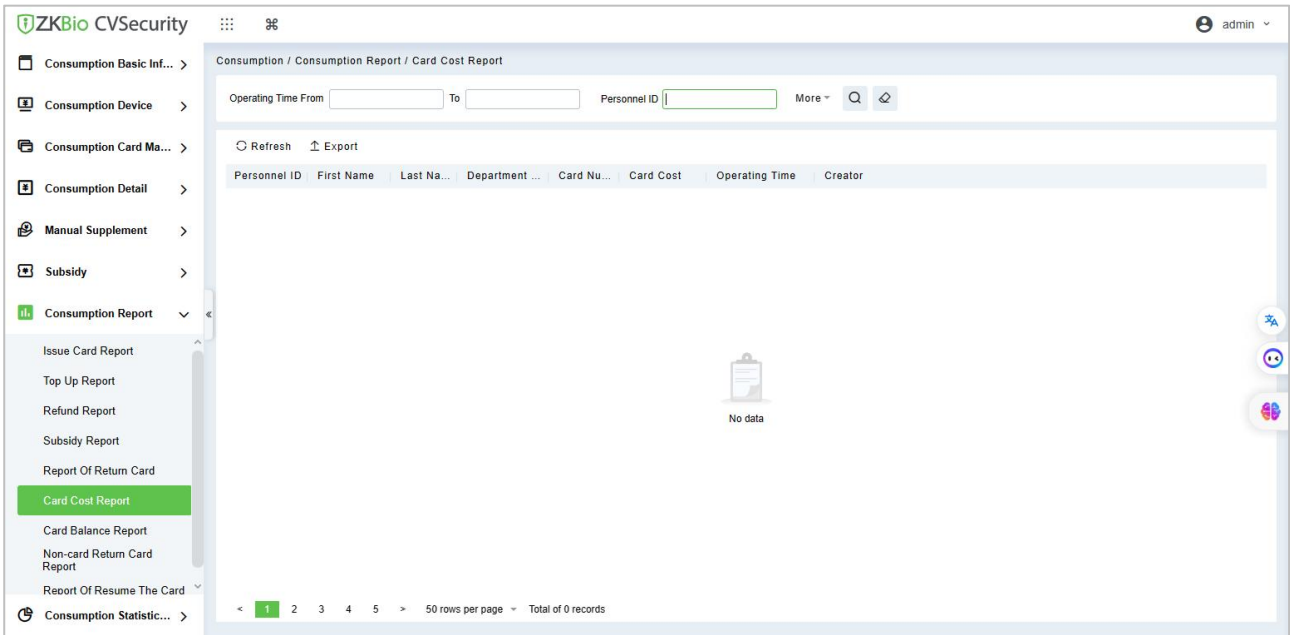 ZKBio CVSecurity
admin
Consumption Basic Inf...
Consumption Device
Consumption Card Ma...
Consumption Detail
Manual Supplement
Subsidy
Consumption Report
Issue Card Report
Top Up Report
Refund Report
Subsidy Report
Report Of Return Card
Card Cost Report
Card Balance Report
Non-card Return Card
Report
Report Of Resume The Card
Consumption Statistic...
Consumption / Consumption Report / Card Cost Report
Operating Time From To Personnel ID More
Refresh Export
Personnel ID First Name Last Na... Department ... Card Nu... Card Cost Operating Time Creator
No data
< 1 2 3 4 5 > 50 rows per page Total of 0 records